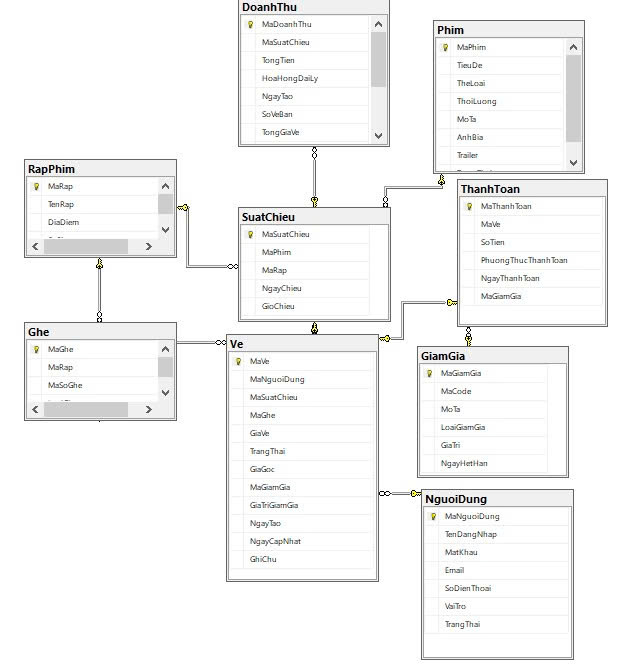 DoanhThu
MaDoanhThu
MaSuatChieu
TongTien
HoaHongDaiLy
NgayTao
SoVeBan
TongGiaVe
Phim
MaPhim
TieuDe
TheLoai
ThoiLuong
MoTa
AnhBia
Trailer
RapPhim
MaRap
TenRap
DiaDiem
SuatChieu
MaSuatChieu
MaPhim
MaRap
NgayChieu
GioChieu
ThanhToan
MaThanhToan
MaVe
SoTien
PhuongThucThanhToan
NgayThanhToan
MaGiamGia
Ghe
MaGhe
MaRap
MaSoGhe
Ve
MaVe
MaNguoiDung
MaSuatChieu
MaGhe
GiaVe
TrangThai
GiaGoc
MaGiamGia
GiaTriGiamGia
NgayTao
NgayCapNhat
GhiChu
GiamGia
MaGiamGia
MaCode
MoTa
LoaiGiamGia
GiaTri
NgayHetHan
NguoiDung
MaNguoiDung
TenDangNhap
MatKhau
Email
SoDienThoai
VaiTro
TrangThai